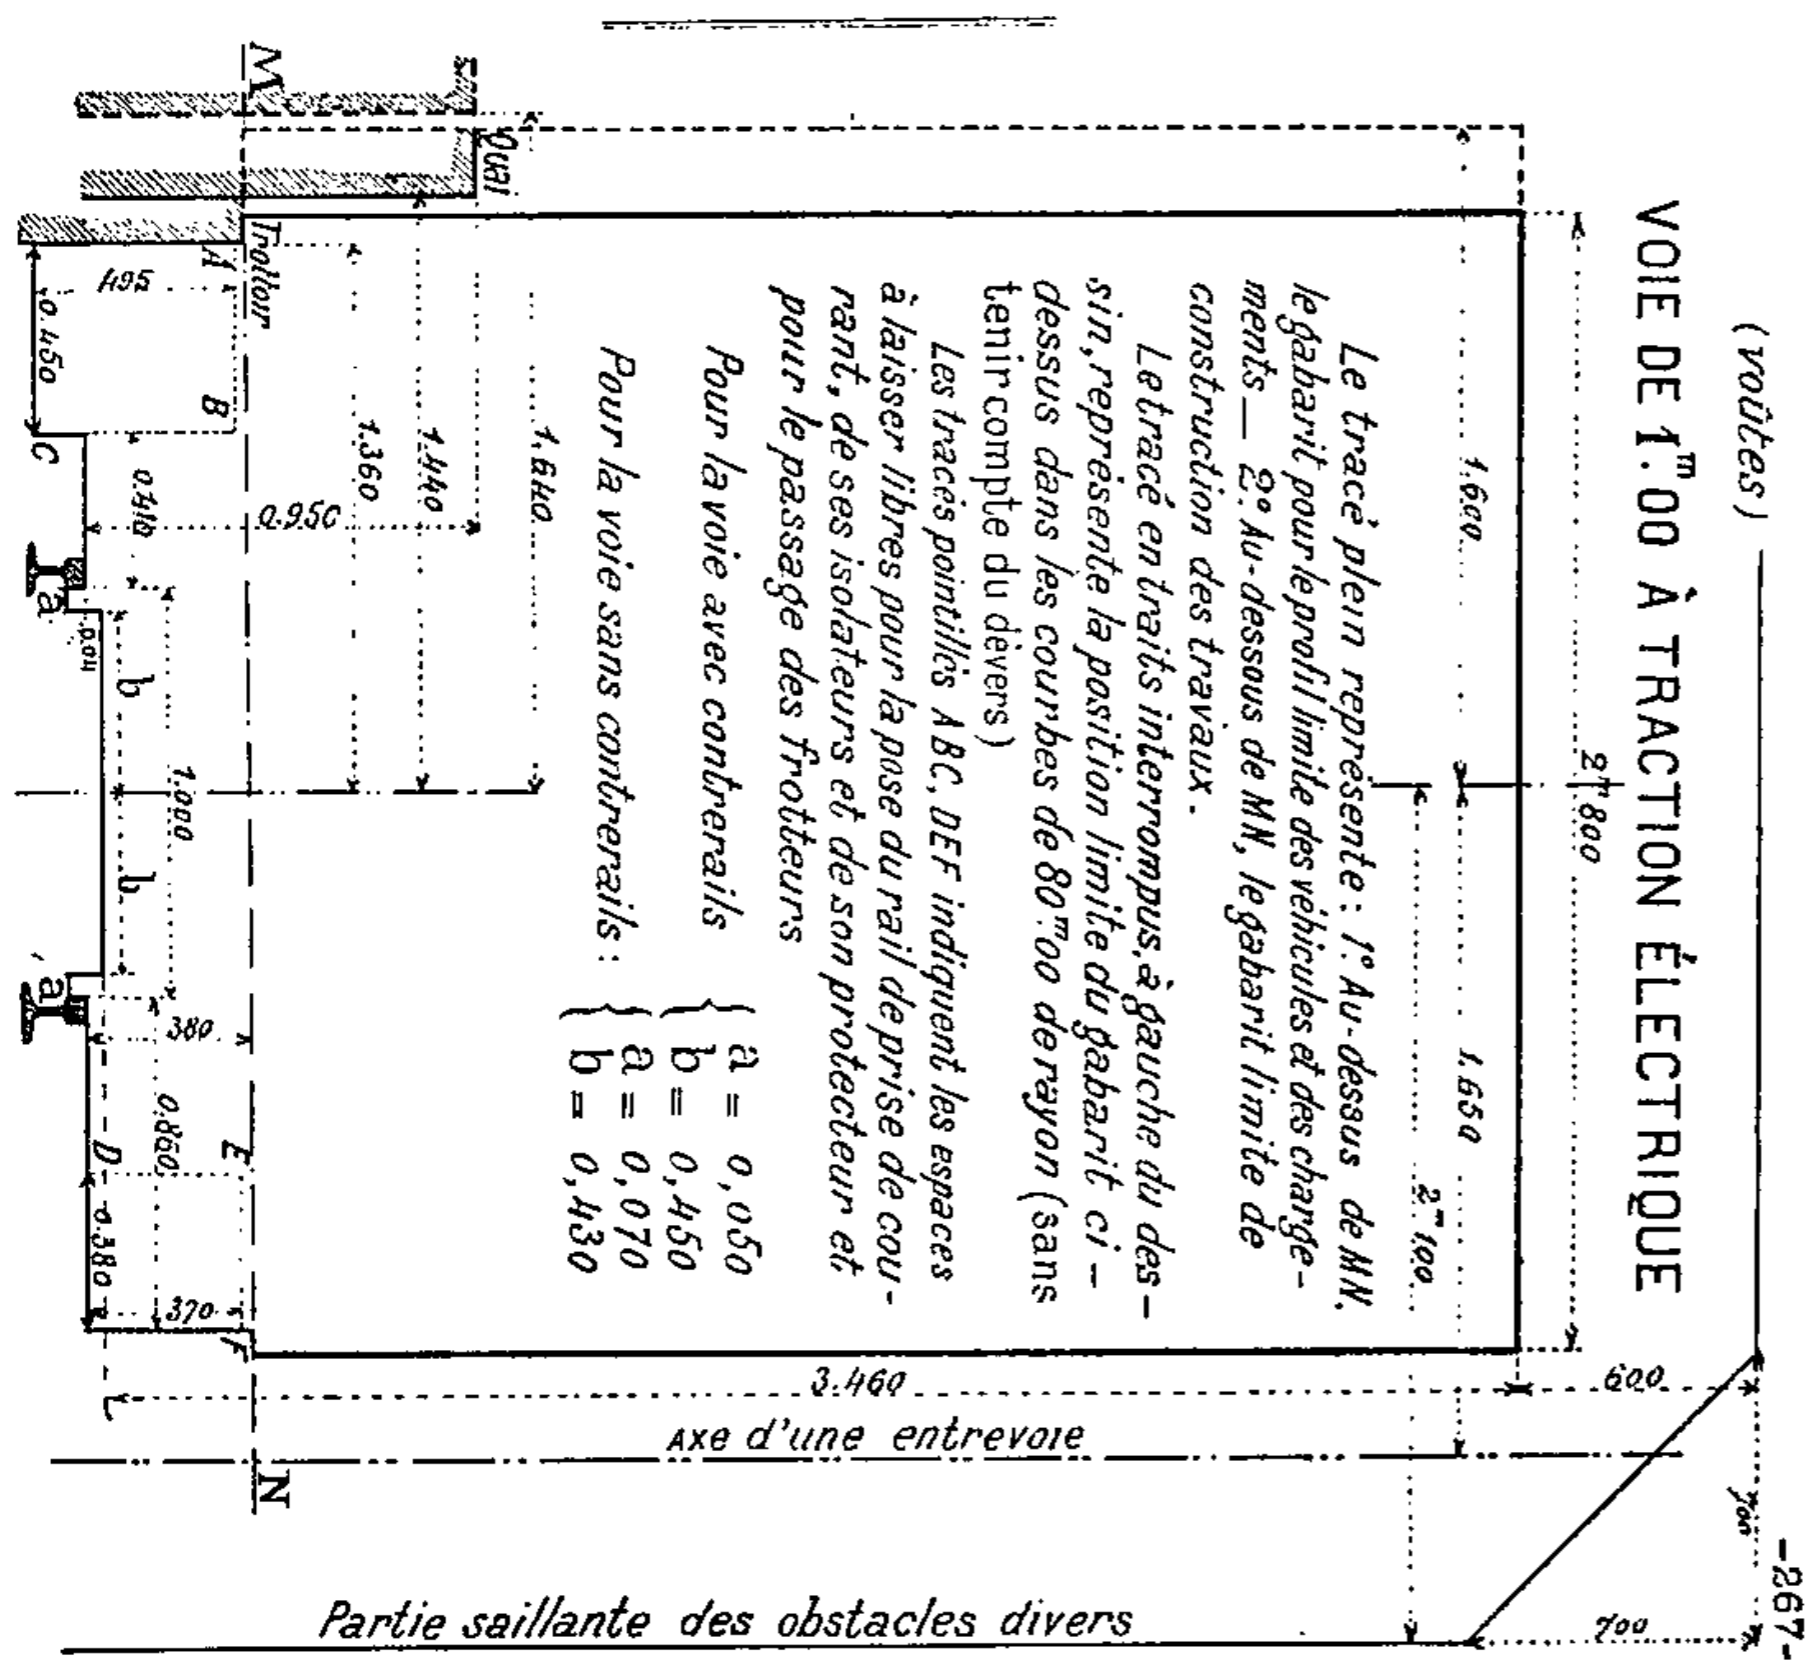 -267-
(voûtes)
VOIE DE 1.ᵐ00 À TRACTION ÉLECTRIQUE
2ᵐ800
600
700
700
1.600
1.650
2ᵐ100
Le tracé plein représente: 1º Au-dessus de MN,
le gabarit pour le profil limite des véhicules et des charge-
ments — 2º Au-dessous de MN, le gabarit limite de
construction des travaux.
Le tracé en traits interrompus, à gauche du des-
sin, représente la position limite du gabarit ci-
dessus dans les courbes de 80ᵐ00 de rayon (sans
tenir compte du dévers)
Les tracés pointillés ABC, DEF indiquent les espaces
à laisser libres pour la pose du rail de prise de cou-
rant, de ses isolateurs et de son protecteur et
pour le passage des frotteurs
Pour la voie avec contrerails { a = 0,050
b = 0,450
Pour la voie sans contrerails: { a = 0,070
b = 0,430
3.460
Axe d'une entrevoie
Partie saillante des obstacles divers
Quai
1.640
1.440
1.360
0.950
M
Trottoir
N
A
B
E
F
495
0.450
C
0.410
1.000
380
0.860
370
D
0.380
a
0.04
b
b
a